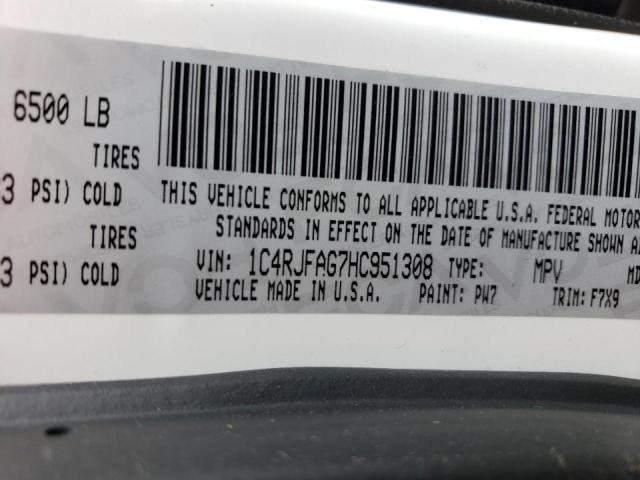 6500 LB
TIRES
3 PSI) COLD
THIS VEHICLE CONFORMS TO ALL APPLICABLE U.S.A. FEDERAL MOTOR
STANDARDS IN EFFECT ON THE DATE OF MANUFACTURE SHOWN A
TIRES
3 PSI) COLD
VIN: 1C4RJFAG7HC951308 TYPE: MPV MD
VEHICLE MADE IN U.S.A. PAINT: PW7 TRIM: F7X9